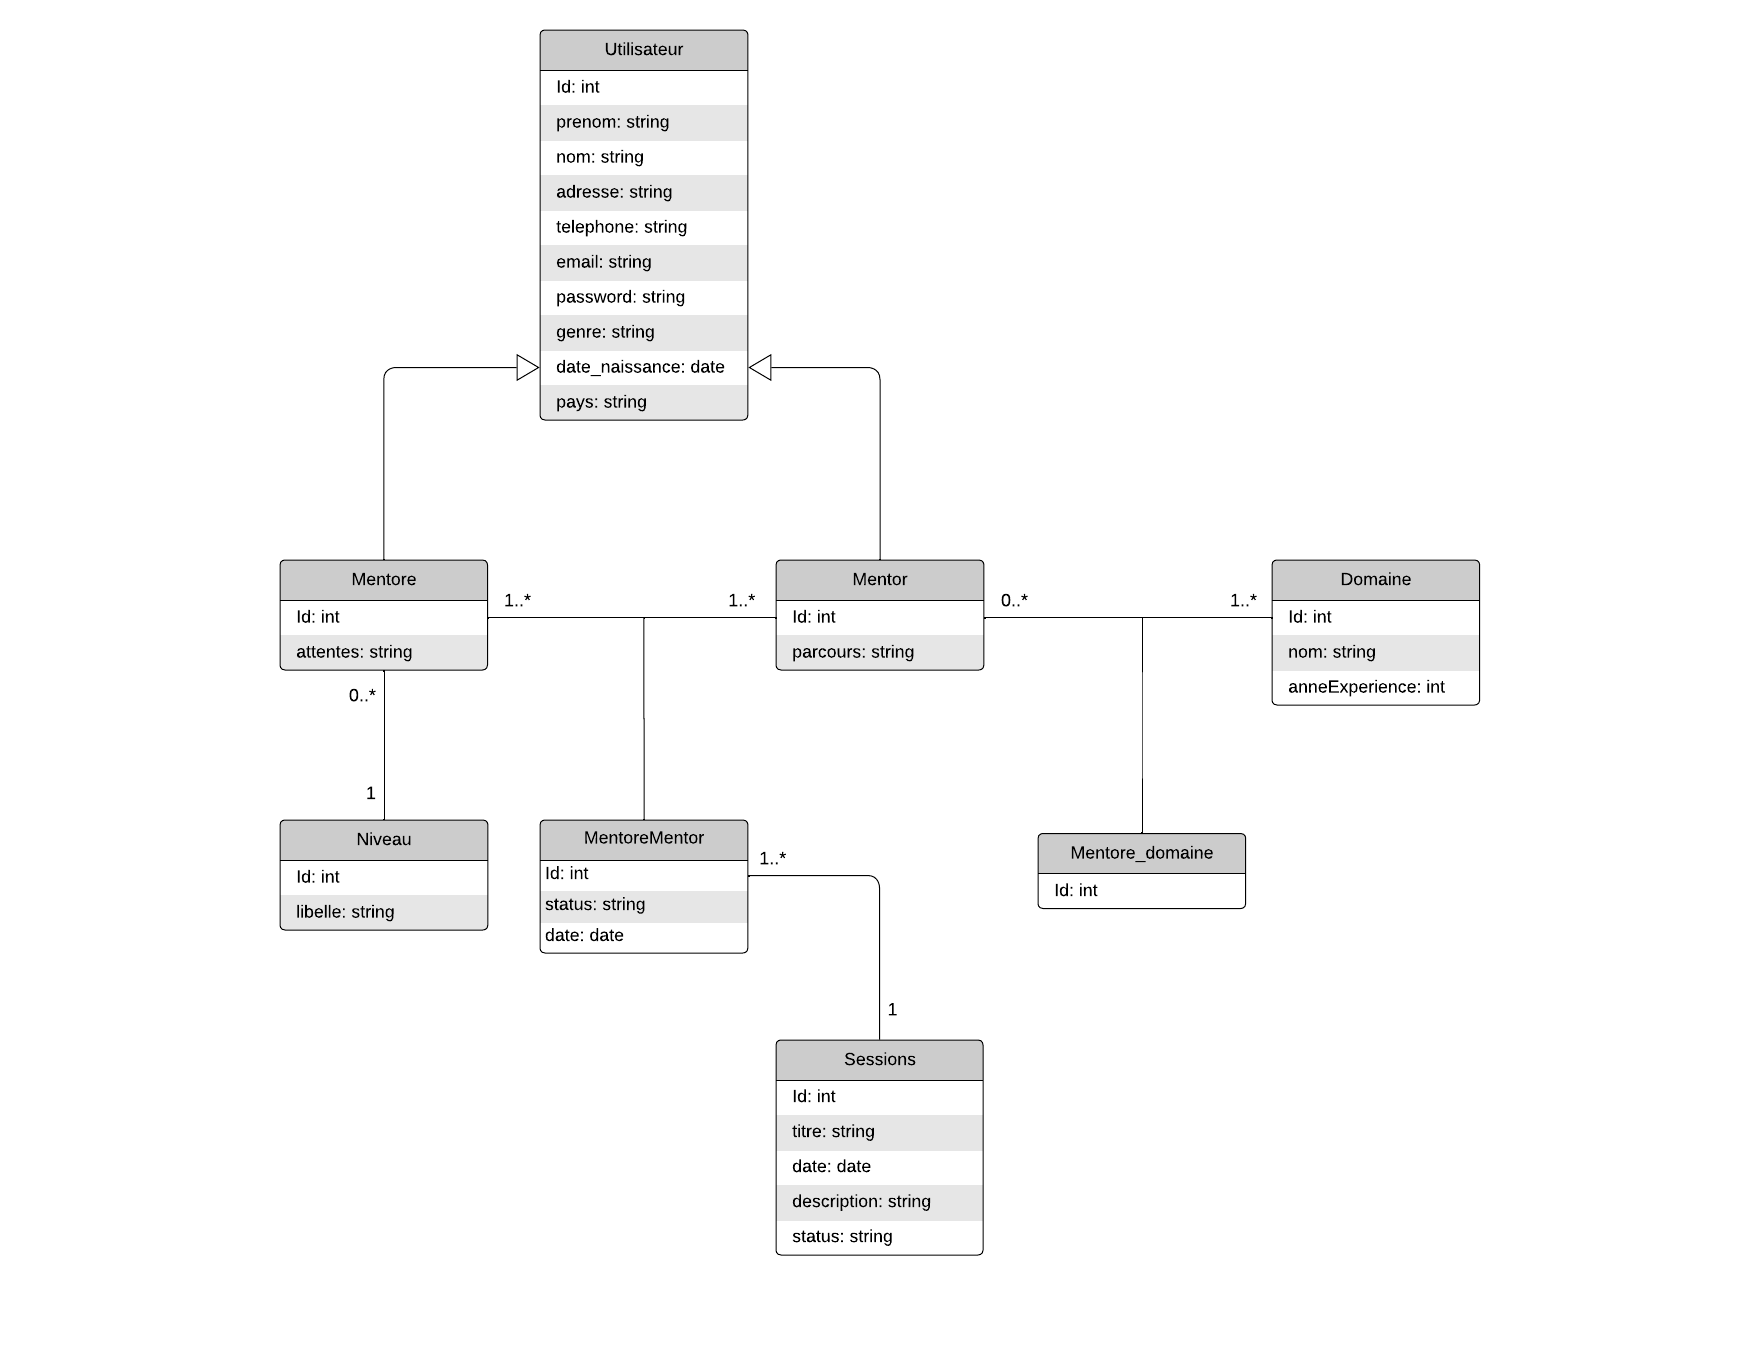 Utilisateur
Id: int
prenom: string
nom: string
adresse: string
telephone: string
email: string
password: string
genre: string
date_naissance: date
pays: string
Mentore
Id: int
attentes: string
1..*
1..*
Mentor
Id: int
parcours: string
0..*
1..*
Domaine
Id: int
nom: string
anneExperience: int
0..*
1
Niveau
Id: int
libelle: string
MentoreMentor
Id: int
status: string
date: date
1..*
1
Mentore_domaine
Id: int
Sessions
Id: int
titre: string
date: date
description: string
status: string